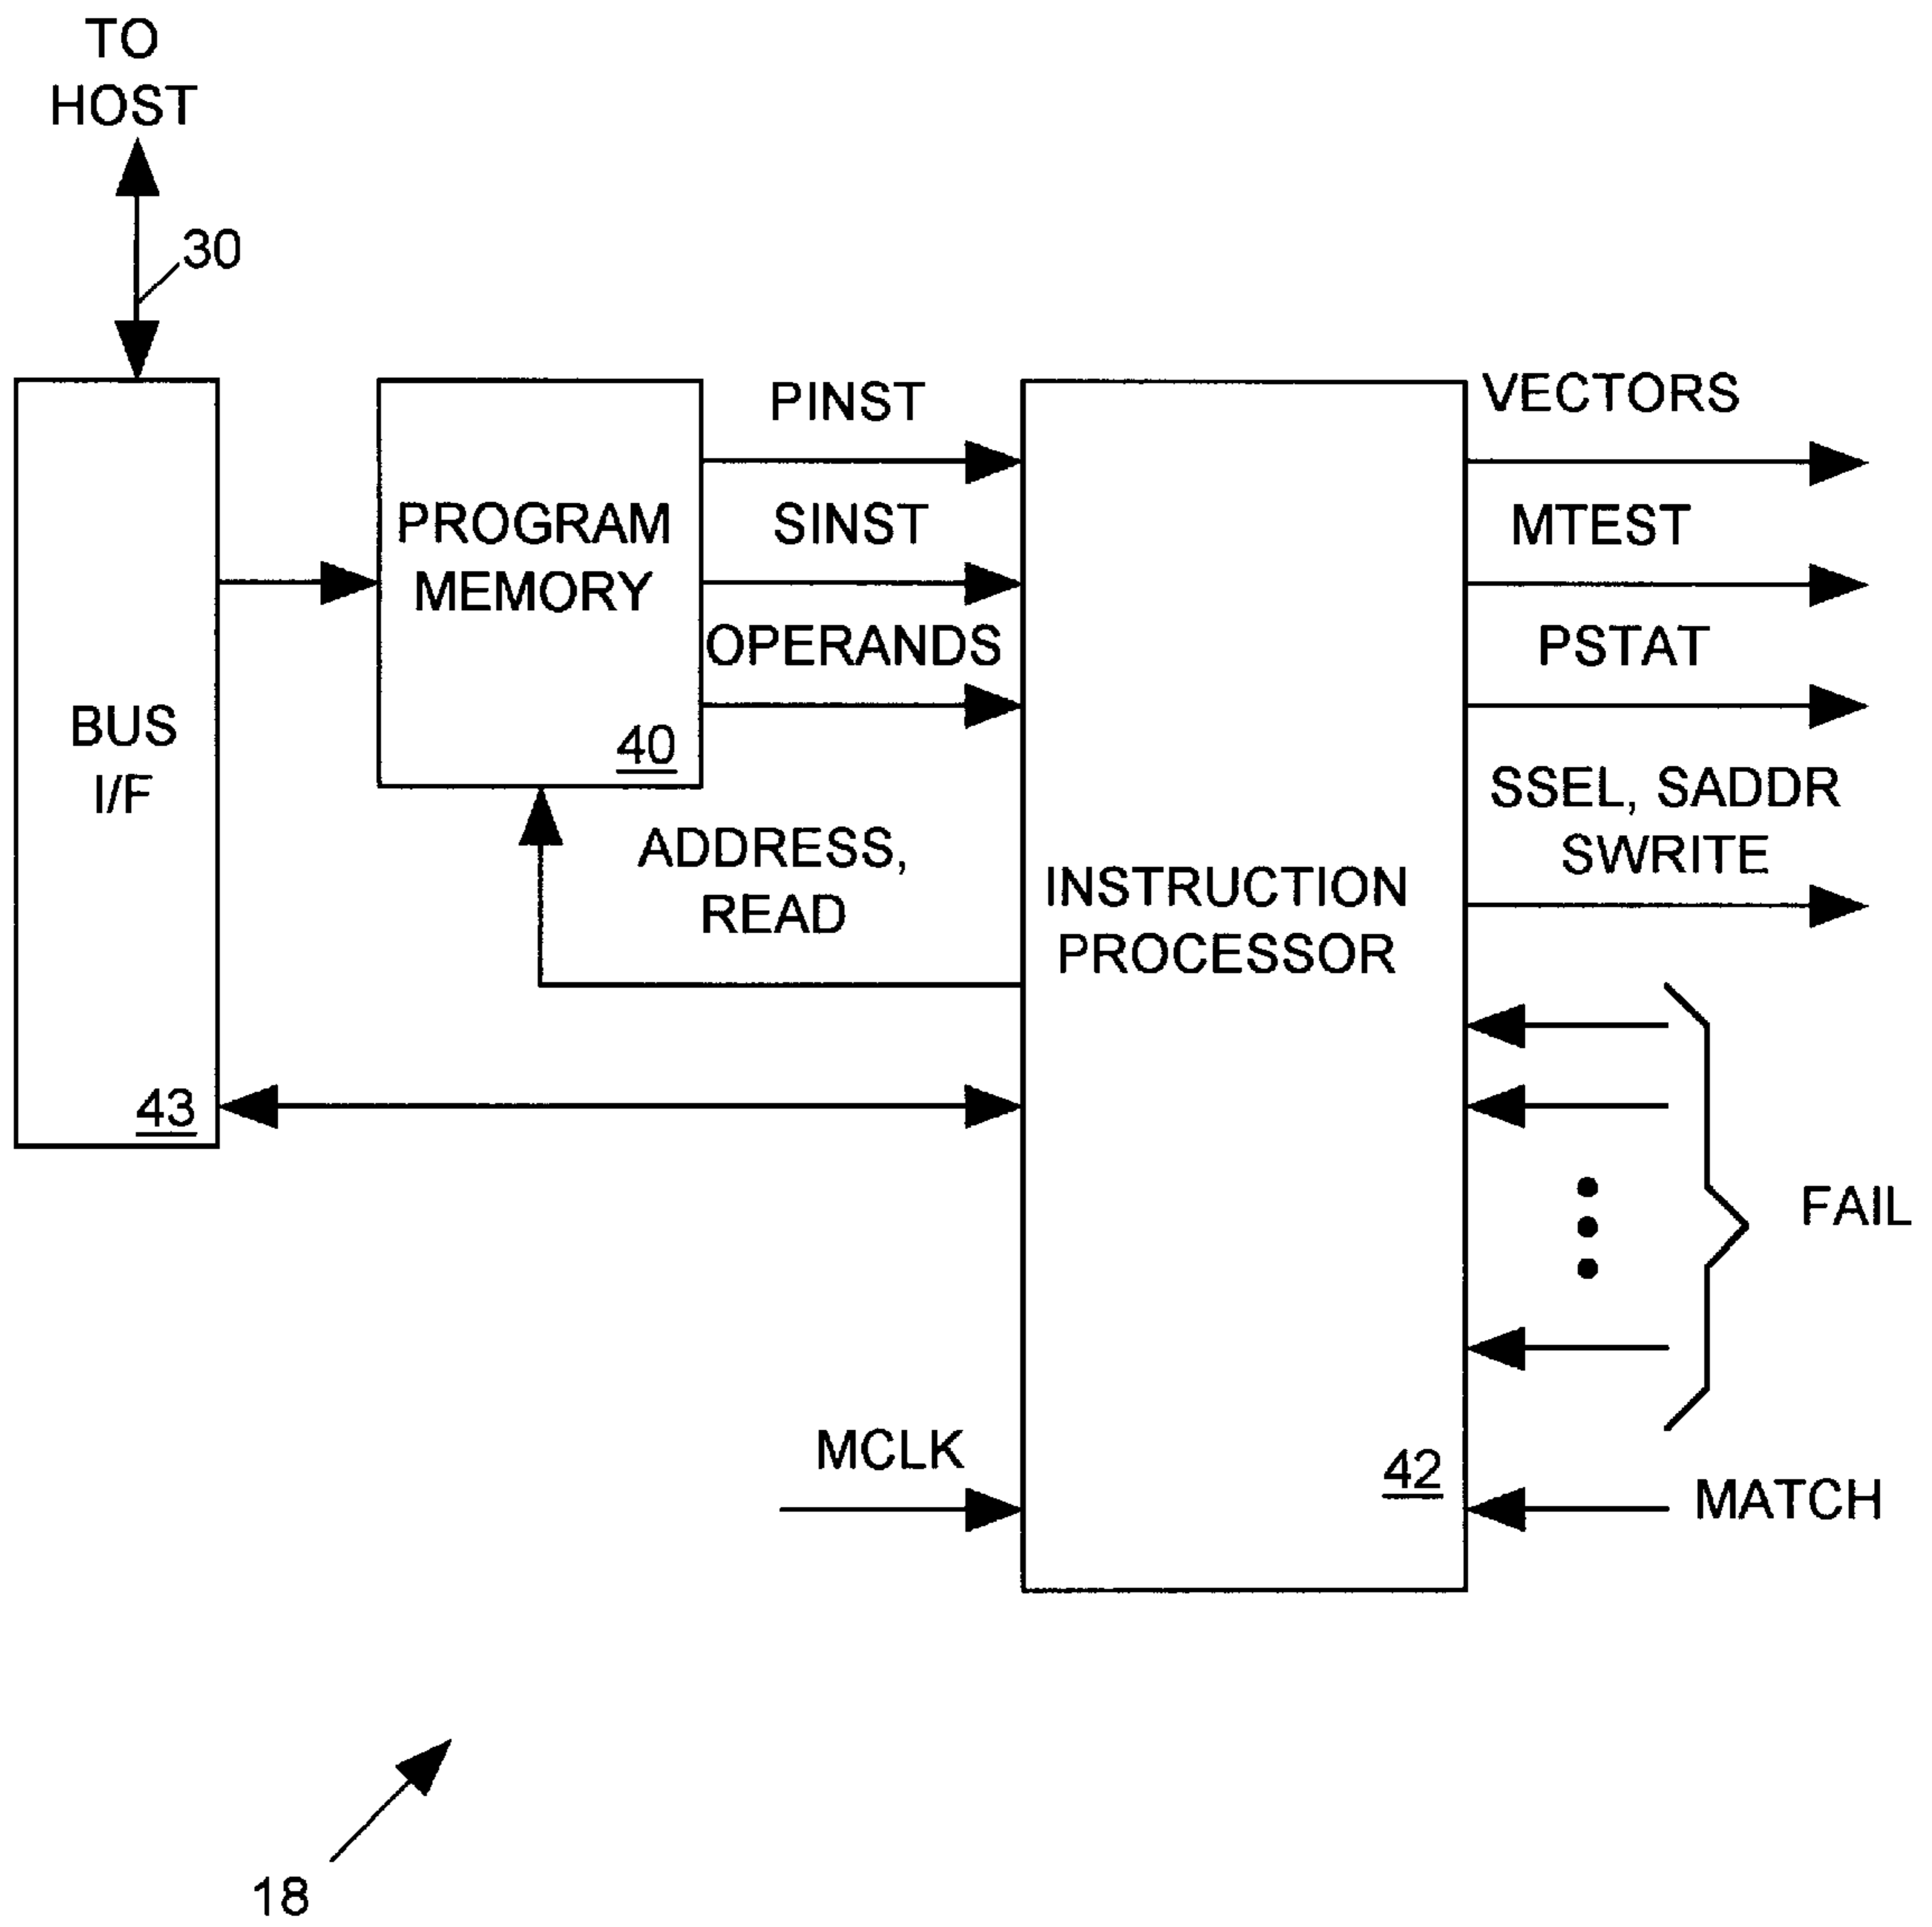 TO
HOST
30
BUS
I/F
43
PROGRAM
MEMORY
40
PINST
SINST
OPERANDS
ADDRESS,
READ
INSTRUCTION
PROCESSOR
42
MCLK
VECTORS
MTEST
PSTAT
SSEL, SADDR
SWRITE
FAIL
MATCH
18